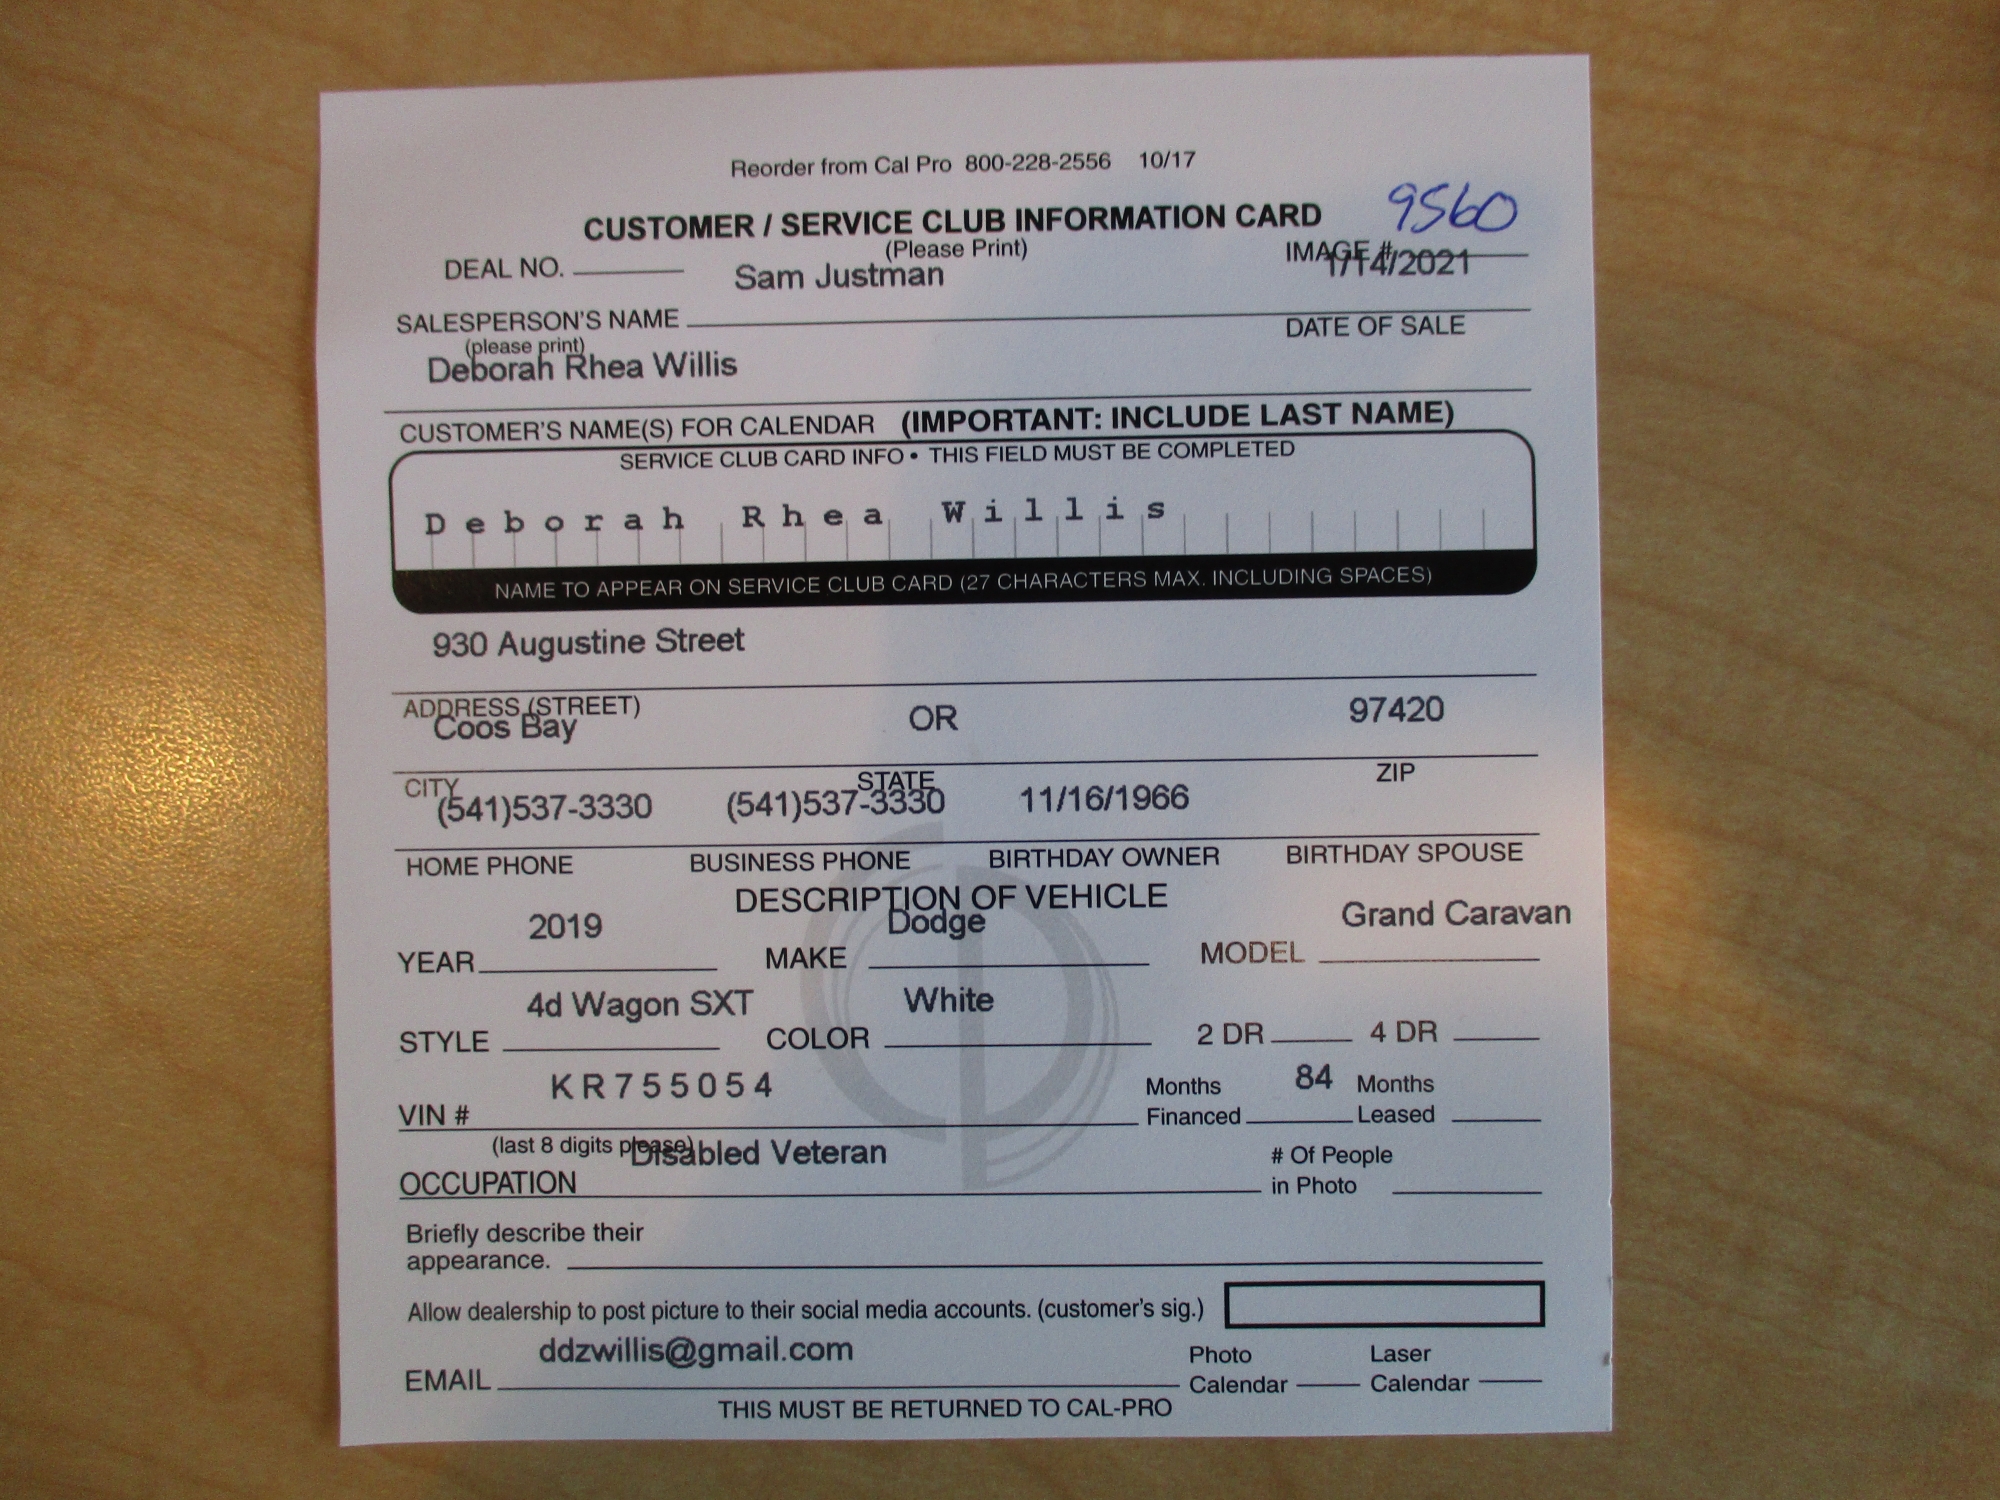 Reorder from Cal Pro 800-228-2556 10/17
CUSTOMER / SERVICE CLUB INFORMATION CARD 9560
(Please Print)
DEAL NO. IMAGE #
Sam Justman 1/14/2021
SALESPERSON'S NAME DATE OF SALE
(please print)
Deborah Rhea Willis
CUSTOMER'S NAME(S) FOR CALENDAR (IMPORTANT: INCLUDE LAST NAME)
SERVICE CLUB CARD INFO • THIS FIELD MUST BE COMPLETED
Deborah Rhea Willis
NAME TO APPEAR ON SERVICE CLUB CARD (27 CHARACTERS MAX. INCLUDING SPACES)
930 Augustine Street
ADDRESS (STREET)
Coos Bay OR 97420
CITY STATE ZIP
(541)537-3330 (541)537-3330 11/16/1966
HOME PHONE BUSINESS PHONE BIRTHDAY OWNER BIRTHDAY SPOUSE
DESCRIPTION OF VEHICLE
2019 Dodge Grand Caravan
YEAR MAKE MODEL
4d Wagon SXT White
STYLE COLOR 2 DR 4 DR
KR755054 Months 84 Months
VIN # Financed Leased
(last 8 digits please)
Disabled Veteran # Of People
OCCUPATION in Photo
Briefly describe their
appearance.
Allow dealership to post picture to their social media accounts. (customer's sig.)
ddzwillis@gmail.com Photo Laser
EMAIL Calendar Calendar
THIS MUST BE RETURNED TO CAL-PRO